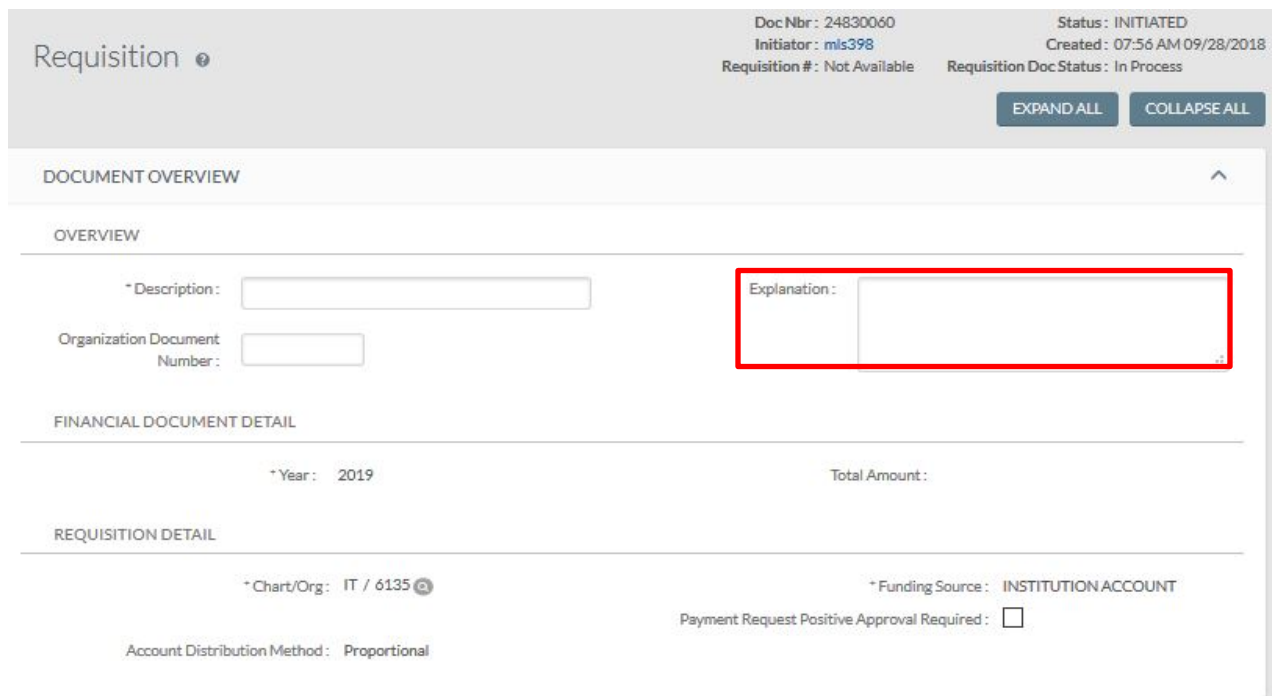 Requisition
Doc Nbr : 24830060 Status : INITIATED
Initiator : mls398 Created : 07:56 AM 09/28/2018
Requisition # : Not Available Requisition Doc Status : In Process
EXPAND ALL COLLAPSE ALL
DOCUMENT OVERVIEW
OVERVIEW
* Description : Explanation :
Organization Document
Number :
FINANCIAL DOCUMENT DETAIL
* Year : 2019 Total Amount :
REQUISITION DETAIL
* Chart/Org : IT / 6135 * Funding Source : INSTITUTION ACCOUNT
Payment Request Positive Approval Required :
Account Distribution Method : Proportional